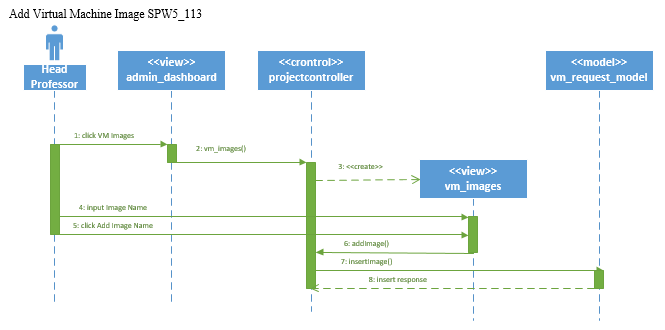 Add Virtual Machine Image SPW5_113
Head
Professor
<<view>>
admin_dashboard
<<crontrol>>
projectcontroller
<<model>>
vm_request_model
1: click VM Images
2: vm_images()
3: <<create>>
<<view>>
vm_images
4: input Image Name
5: click Add Image Name
6: addImage()
7: insertImage()
8: insert response